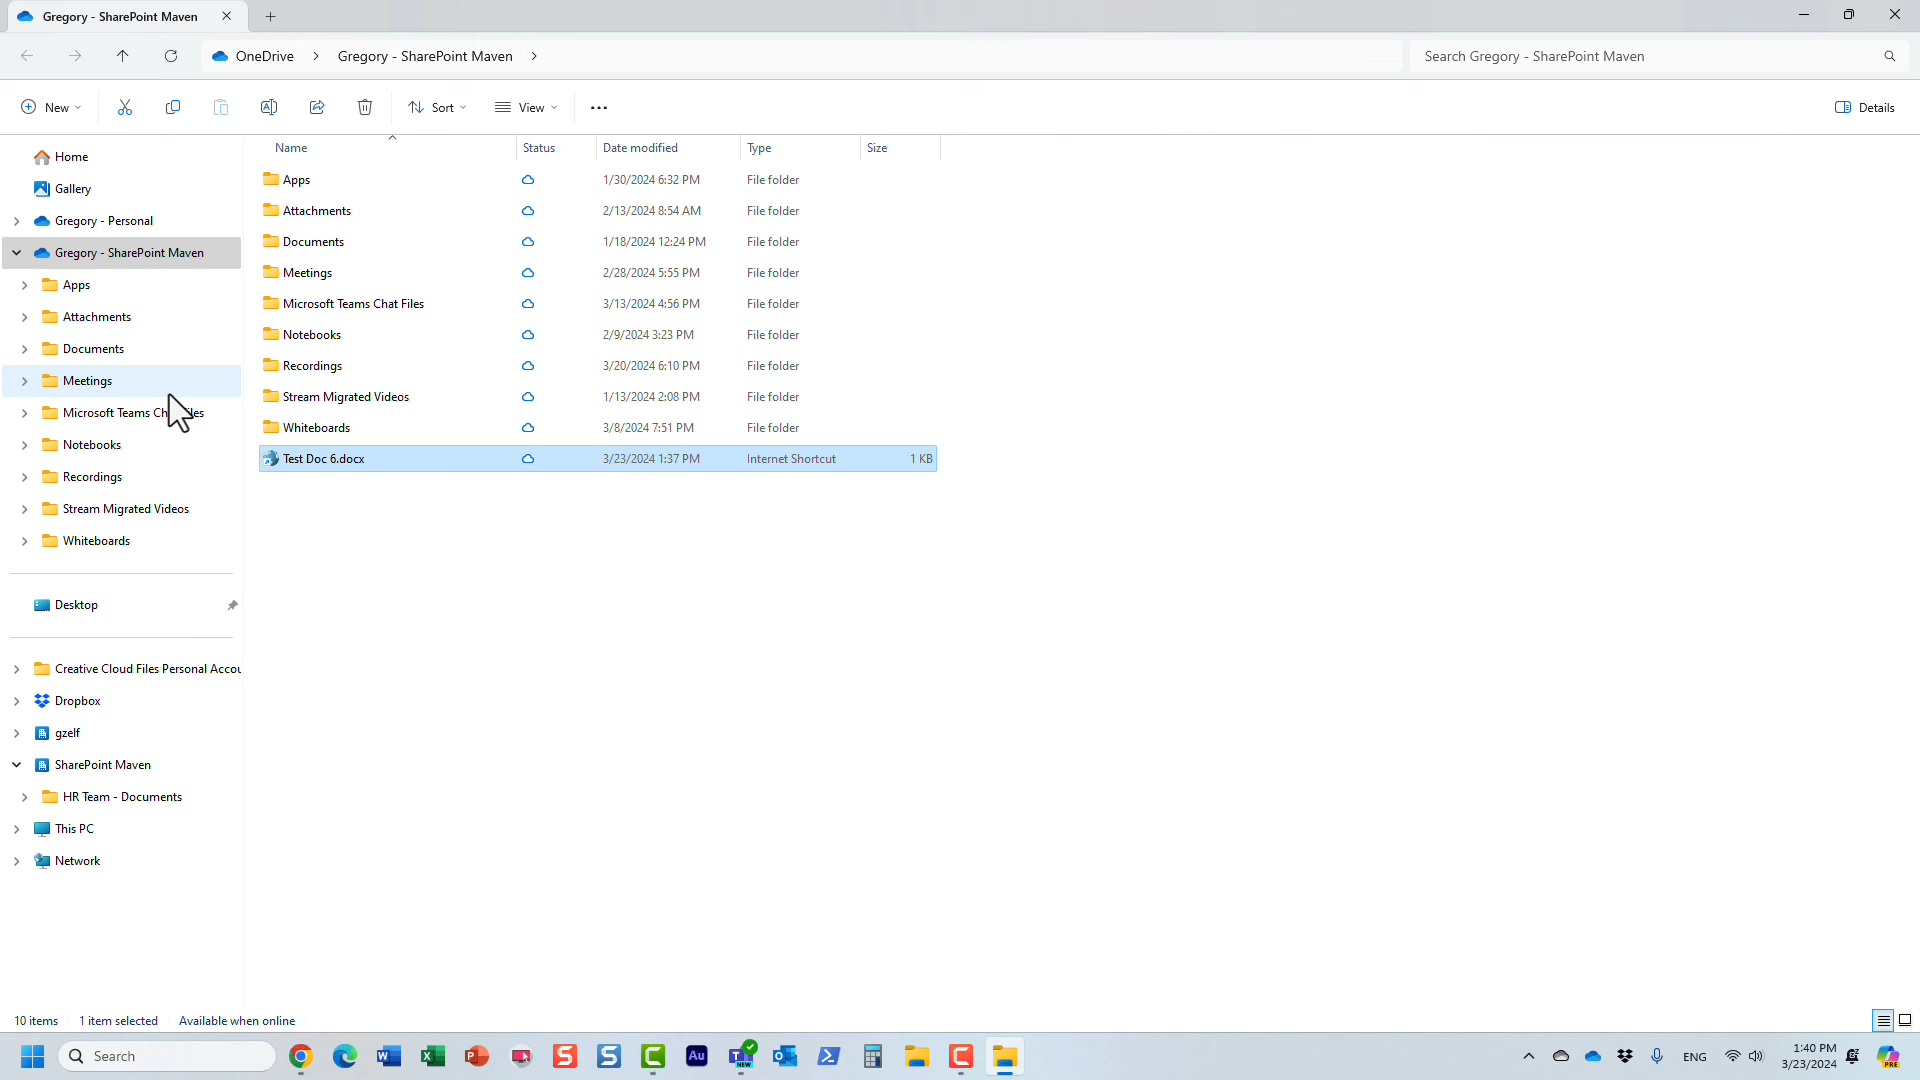 Gregory - SharePoint Maven
OneDrive > Gregory - SharePoint Maven >
Search Gregory - SharePoint Maven
New
Sort
View
Details
Home
Gallery
Gregory - Personal
Gregory - SharePoint Maven
Apps
Attachments
Documents
Meetings
Microsoft Teams Ch les
Notebooks
Recordings
Stream Migrated Videos
Whiteboards
Desktop
Creative Cloud Files Personal Accou
Dropbox
gzelf
SharePoint Maven
HR Team - Documents
This PC
Network
Name Status Date modified Type Size
Apps 1/30/2024 6:32 PM File folder
Attachments 2/13/2024 8:54 AM File folder
Documents 1/18/2024 12:24 PM File folder
Meetings 2/28/2024 5:55 PM File folder
Microsoft Teams Chat Files 3/13/2024 4:56 PM File folder
Notebooks 2/9/2024 3:23 PM File folder
Recordings 3/20/2024 6:10 PM File folder
Stream Migrated Videos 1/13/2024 2:08 PM File folder
Whiteboards 3/8/2024 7:51 PM File folder
Test Doc 6.docx 3/23/2024 1:37 PM Internet Shortcut 1 KB
10 items 1 item selected Available when online
Search
W
X
P
S
S
C
Au
T
NEW
O
C
ENG
1:40 PM
3/23/2024
PRE